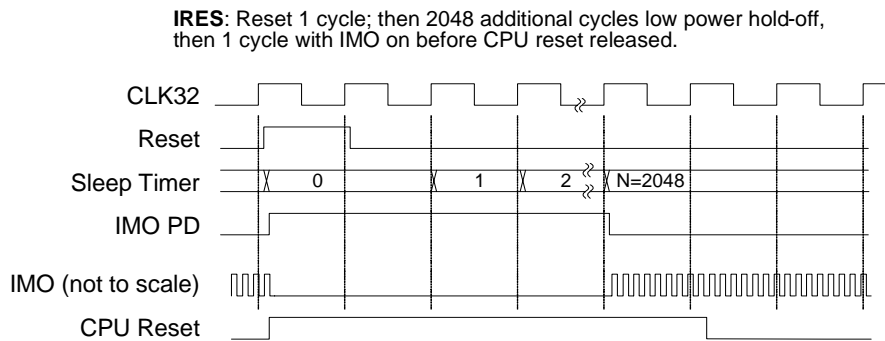 IRES: Reset 1 cycle; then 2048 additional cycles low power hold-off,
then 1 cycle with IMO on before CPU reset released.
CLK32
Reset
Sleep Timer 0 1 2 N=2048
IMO PD
IMO (not to scale)
CPU Reset